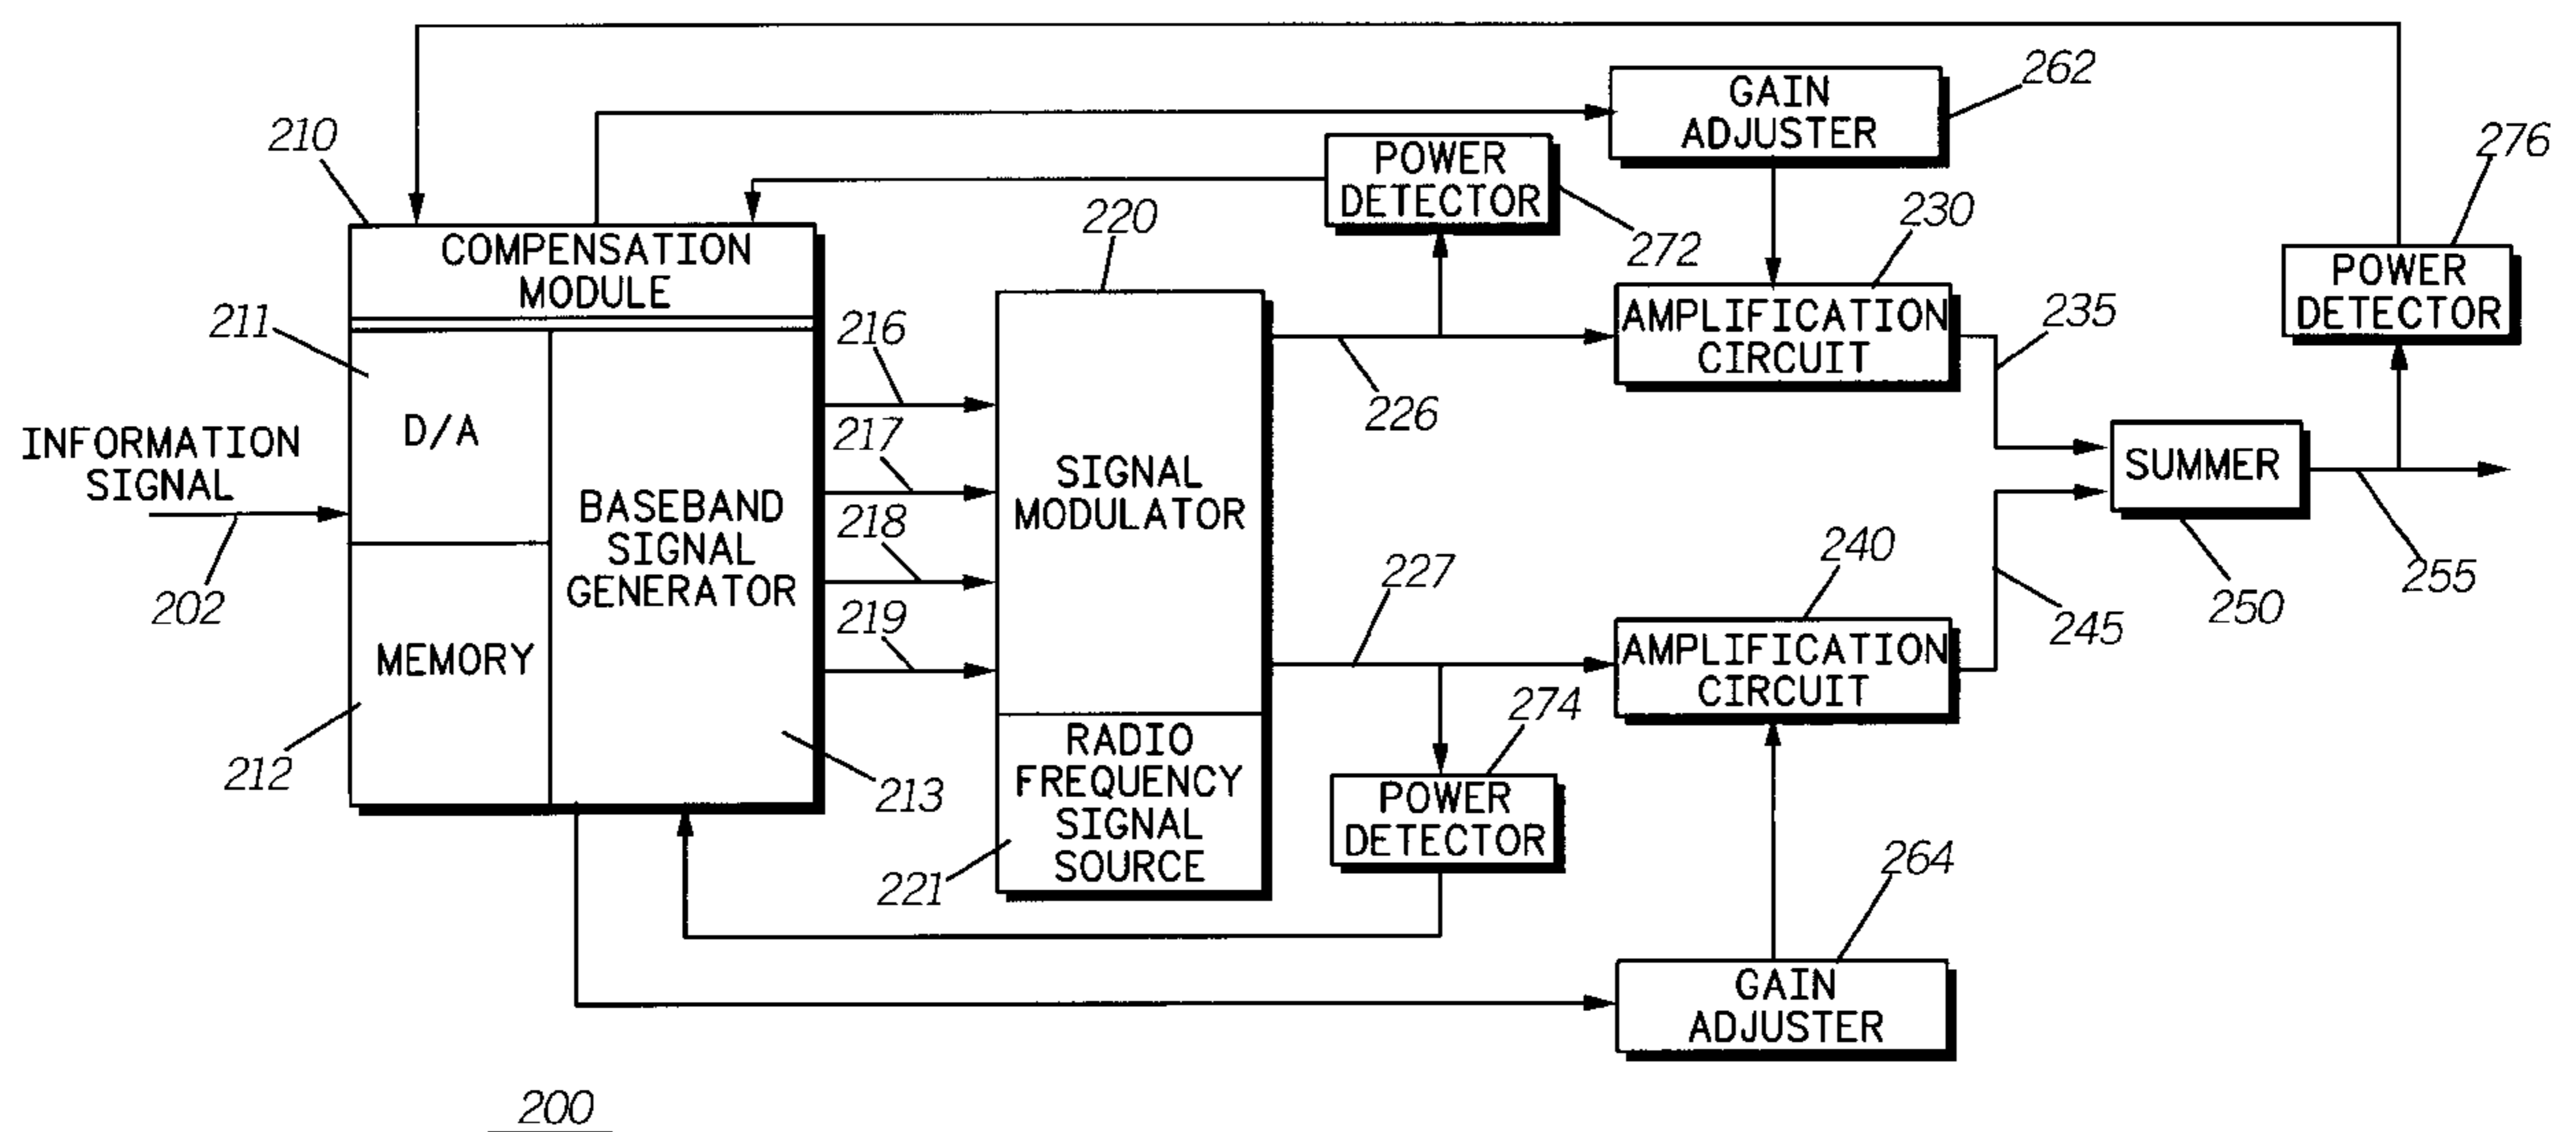 262
GAIN
ADJUSTER
210
POWER
DETECTOR
276
220
230
272
COMPENSATION
MODULE
POWER
DETECTOR
211
216
AMPLIFICATION
CIRCUIT
235
226
D/A
217
INFORMATION
SIGNAL
SIGNAL
MODULATOR
SUMMER
BASEBAND
SIGNAL
GENERATOR
218
240
227
255
202
219
250
245
MEMORY
AMPLIFICATION
CIRCUIT
274
212
213
RADIO
FREQUENCY
SIGNAL
SOURCE
POWER
DETECTOR
221
264
GAIN
ADJUSTER
200